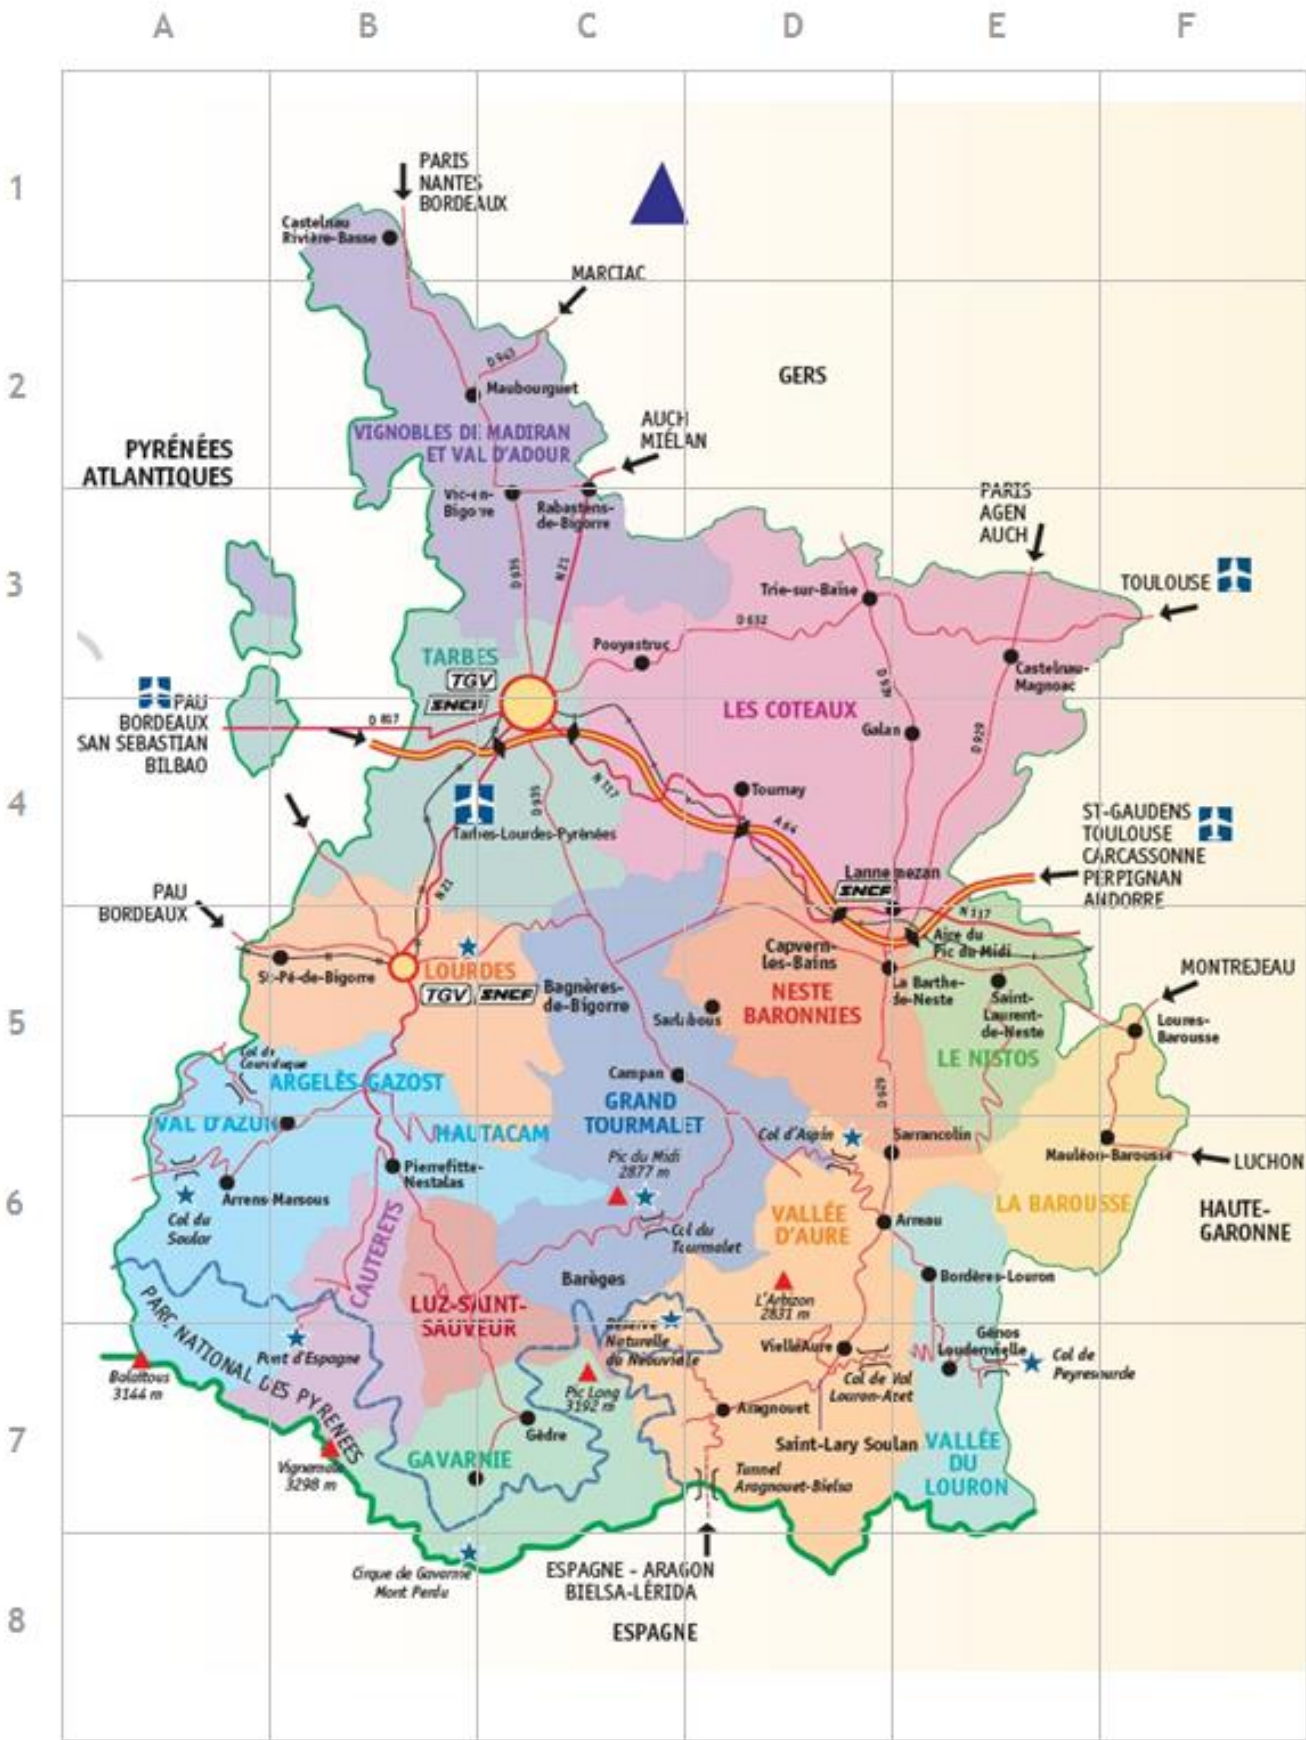 A B C D E F
1
PARIS
NANTES
BORDEAUX
Castelnau
Rivière-Basse
MARCIAC
2
D 943
Maubourguet
GERS
AUCH
MIÉLAN
VIGNOBLES DE MADIRAN
ET VAL D'ADOUR
PYRÉNÉES
ATLANTIQUES
Vic-en-
Bigorre
Rabastens-
de-Bigorre
PARIS
AGEN
AUCH
3
D 935
N 21
Trie-sur-Baïse
TOULOUSE
D 632
Pouyastruc
TARBES
TGV
SNCF
Castelnau-
Magnoac
D 939
PAU
BORDEAUX
SAN SEBASTIAN
BILBAO
D 817
LES COTEAUX
Galan
D 929
4
N 117
D 935
Tournay
A 64
Tarbes-Lourdes-Pyrénées
ST-GAUDENS
TOULOUSE
CARCASSONNE
PERPIGNAN
ANDORRE
Lannemezan
SNCF
N 21
PAU
BORDEAUX
N 117
Aire du
Pic du Midi
Capvern-
les-Bains
St-Pé-de-Bigorre
LOURDES
TGV SNCF
Bagnères-
de-Bigorre
La Barthe-
de-Neste
Saint-
Laurent-
de-Neste
MONTREJEAU
5
Sarlabous
NESTE
BARONNIES
Loures-
Barousse
LE NISTOS
ARGELÈS-GAZOST
Campan
GRAND
TOURMALET
D 929
VAL D'AZUN
HAUTACAM
Col d'Aspin
Sarrancolin
Mauléon-Barousse
LUCHON
Pic du Midi
2877 m
Pierrefitte-
Nestalas
6
Arrens-Marsous
Col du
Soulor
CAUTERETS
Col du
Tourmalet
VALLÉE
D'AURE
Arreau
LA BAROUSSE
HAUTE-
GARONNE
Barèges
Bordères-Louron
L'Arbizon
2831 m
PARC NATIONAL DES PYRENEES
LUZ-SAINT-
SAUVEUR
Réserve
Naturelle
du Néouvielle
Pont d'Espagne
VielleAure
Génos
Loudenvielle
Col de
Peyresourde
Balaïtous
3144 m
Pic Long
3192 m
Col de Val
Louron-Azet
Aragnouet
7
Gèdre
GAVARNIE
Vignemale
3298 m
Saint-Lary Soulan
VALLÉE
DU
LOURON
Tunnel
Aragnouet-Bielsa
Cirque de Gavarnie
Mont Perdu
ESPAGNE - ARAGON
BIELSA-LÉRIDA
8
ESPAGNE